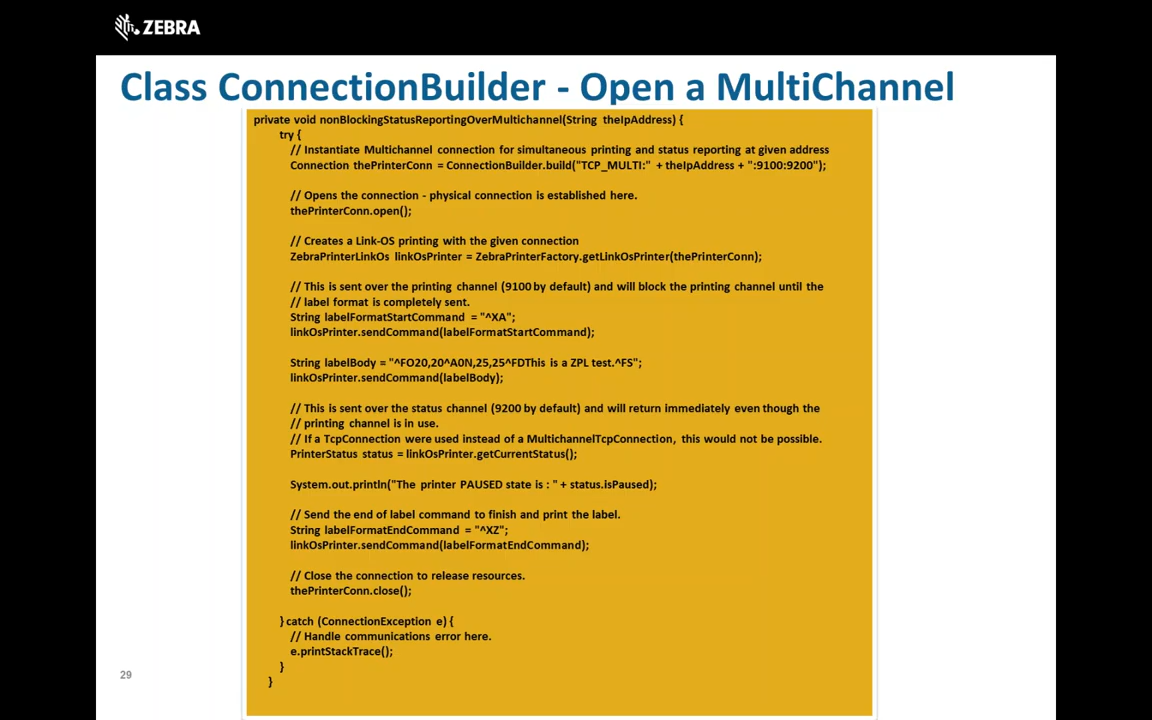 ZEBRA
Class ConnectionBuilder - Open a MultiChannel
private void nonBlockingStatusReportingOverMultichannel(String theIpAddress) {
try {
// Instantiate Multichannel connection for simultaneous printing and status reporting at given address
Connection thePrinterConn = ConnectionBuilder.build("TCP_MULTI:" + theIpAddress + ":9100:9200");
// Opens the connection - physical connection is established here.
thePrinterConn.open();
// Creates a Link-OS printing with the given connection
ZebraPrinterLinkOs linkOsPrinter = ZebraPrinterFactory.getLinkOsPrinter(thePrinterConn);
// This is sent over the printing channel (9100 by default) and will block the printing channel until the
// label format is completely sent.
String labelFormatStartCommand = "^XA";
linkOsPrinter.sendCommand(labelFormatStartCommand);
String labelBody = "^FO20,20^A0N,25,25^FDThis is a ZPL test.^FS";
linkOsPrinter.sendCommand(labelBody);
// This is sent over the status channel (9200 by default) and will return immediately even though the
// printing channel is in use.
// If a TcpConnection were used instead of a MultichannelTcpConnection, this would not be possible.
PrinterStatus status = linkOsPrinter.getCurrentStatus();
System.out.println("The printer PAUSED state is : " + status.isPaused);
// Send the end of label command to finish and print the label.
String labelFormatEndCommand = "^XZ";
linkOsPrinter.sendCommand(labelFormatEndCommand);
// Close the connection to release resources.
thePrinterConn.close();
} catch (ConnectionException e) {
// Handle communications error here.
e.printStackTrace();
}
}
29